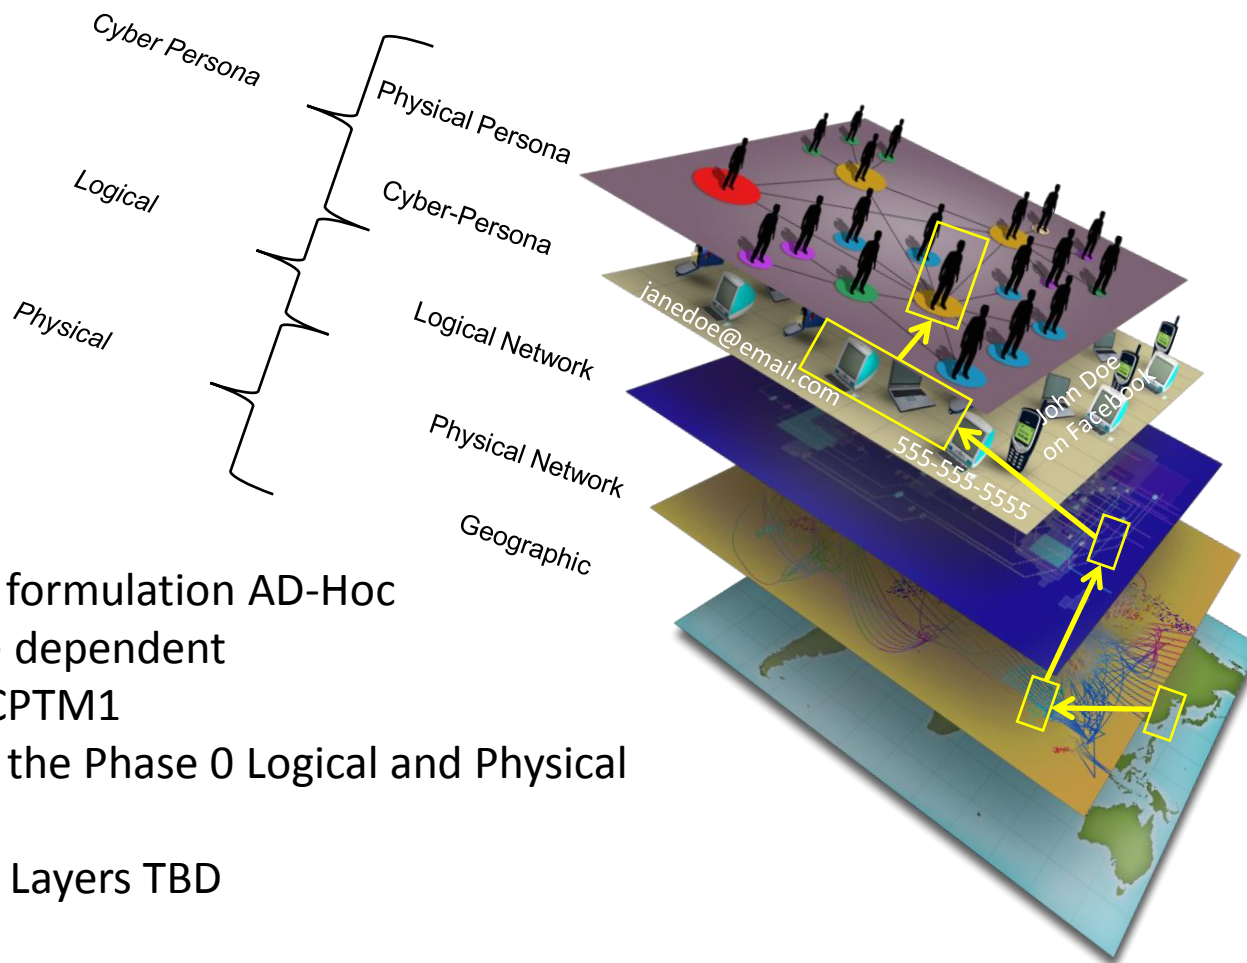 Cyber Persona
Logical
Physical
Physical Persona
Cyber-Persona
Logical Network
Physical Network
Geographic
janedoe@email.com
555-555-5555
John Doe
on Facebook
formulation AD-Hoc
dependent
CPTM1
the Phase 0 Logical and Physical
Layers TBD